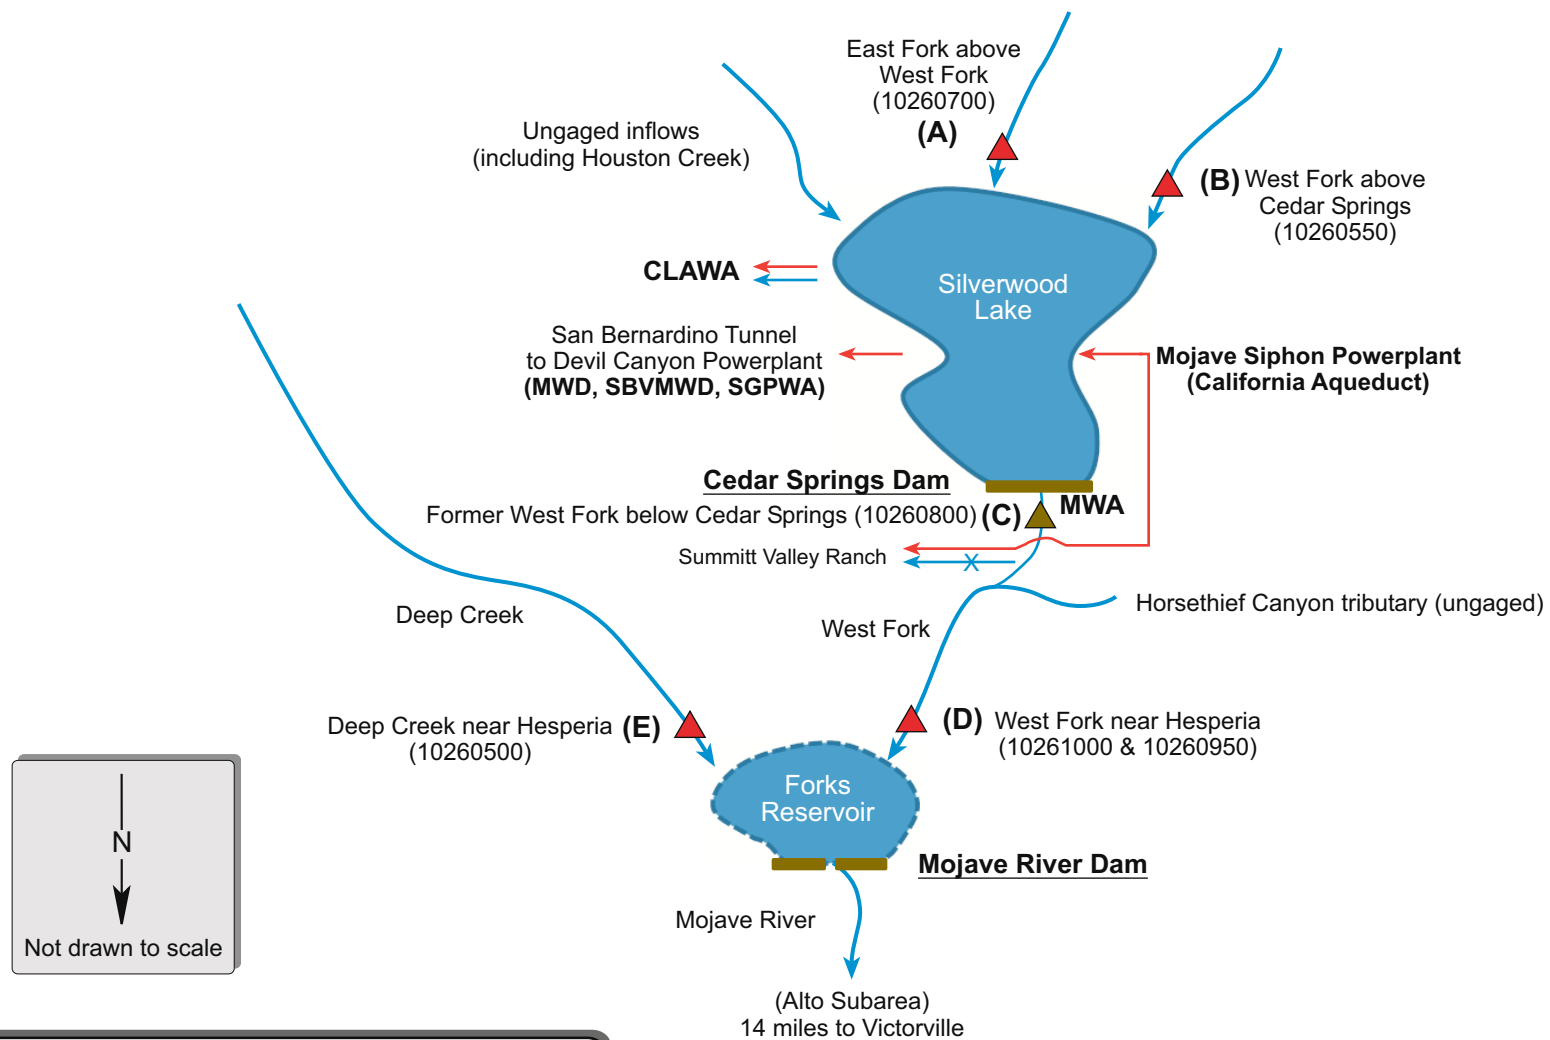 East Fork above
West Fork
(10260700)
(A)
Ungaged inflows
(including Houston Creek)
(B) West Fork above
Cedar Springs
(10260550)
CLAWA
Silverwood
Lake
San Bernardino Tunnel
to Devil Canyon Powerplant
(MWD, SBVMWD, SGPWA)
Mojave Siphon Powerplant
(California Aqueduct)
Cedar Springs Dam
MWA
Former West Fork below Cedar Springs (10260800) (C)
Summitt Valley Ranch
X
Horsethief Canyon tributary (ungaged)
Deep Creek
West Fork
Deep Creek near Hesperia (E)
(10260500)
(D) West Fork near Hesperia
(10261000 & 10260950)
Forks
Reservoir
Mojave River Dam
N
Not drawn to scale
Mojave River
(Alto Subarea)
14 miles to Victorville